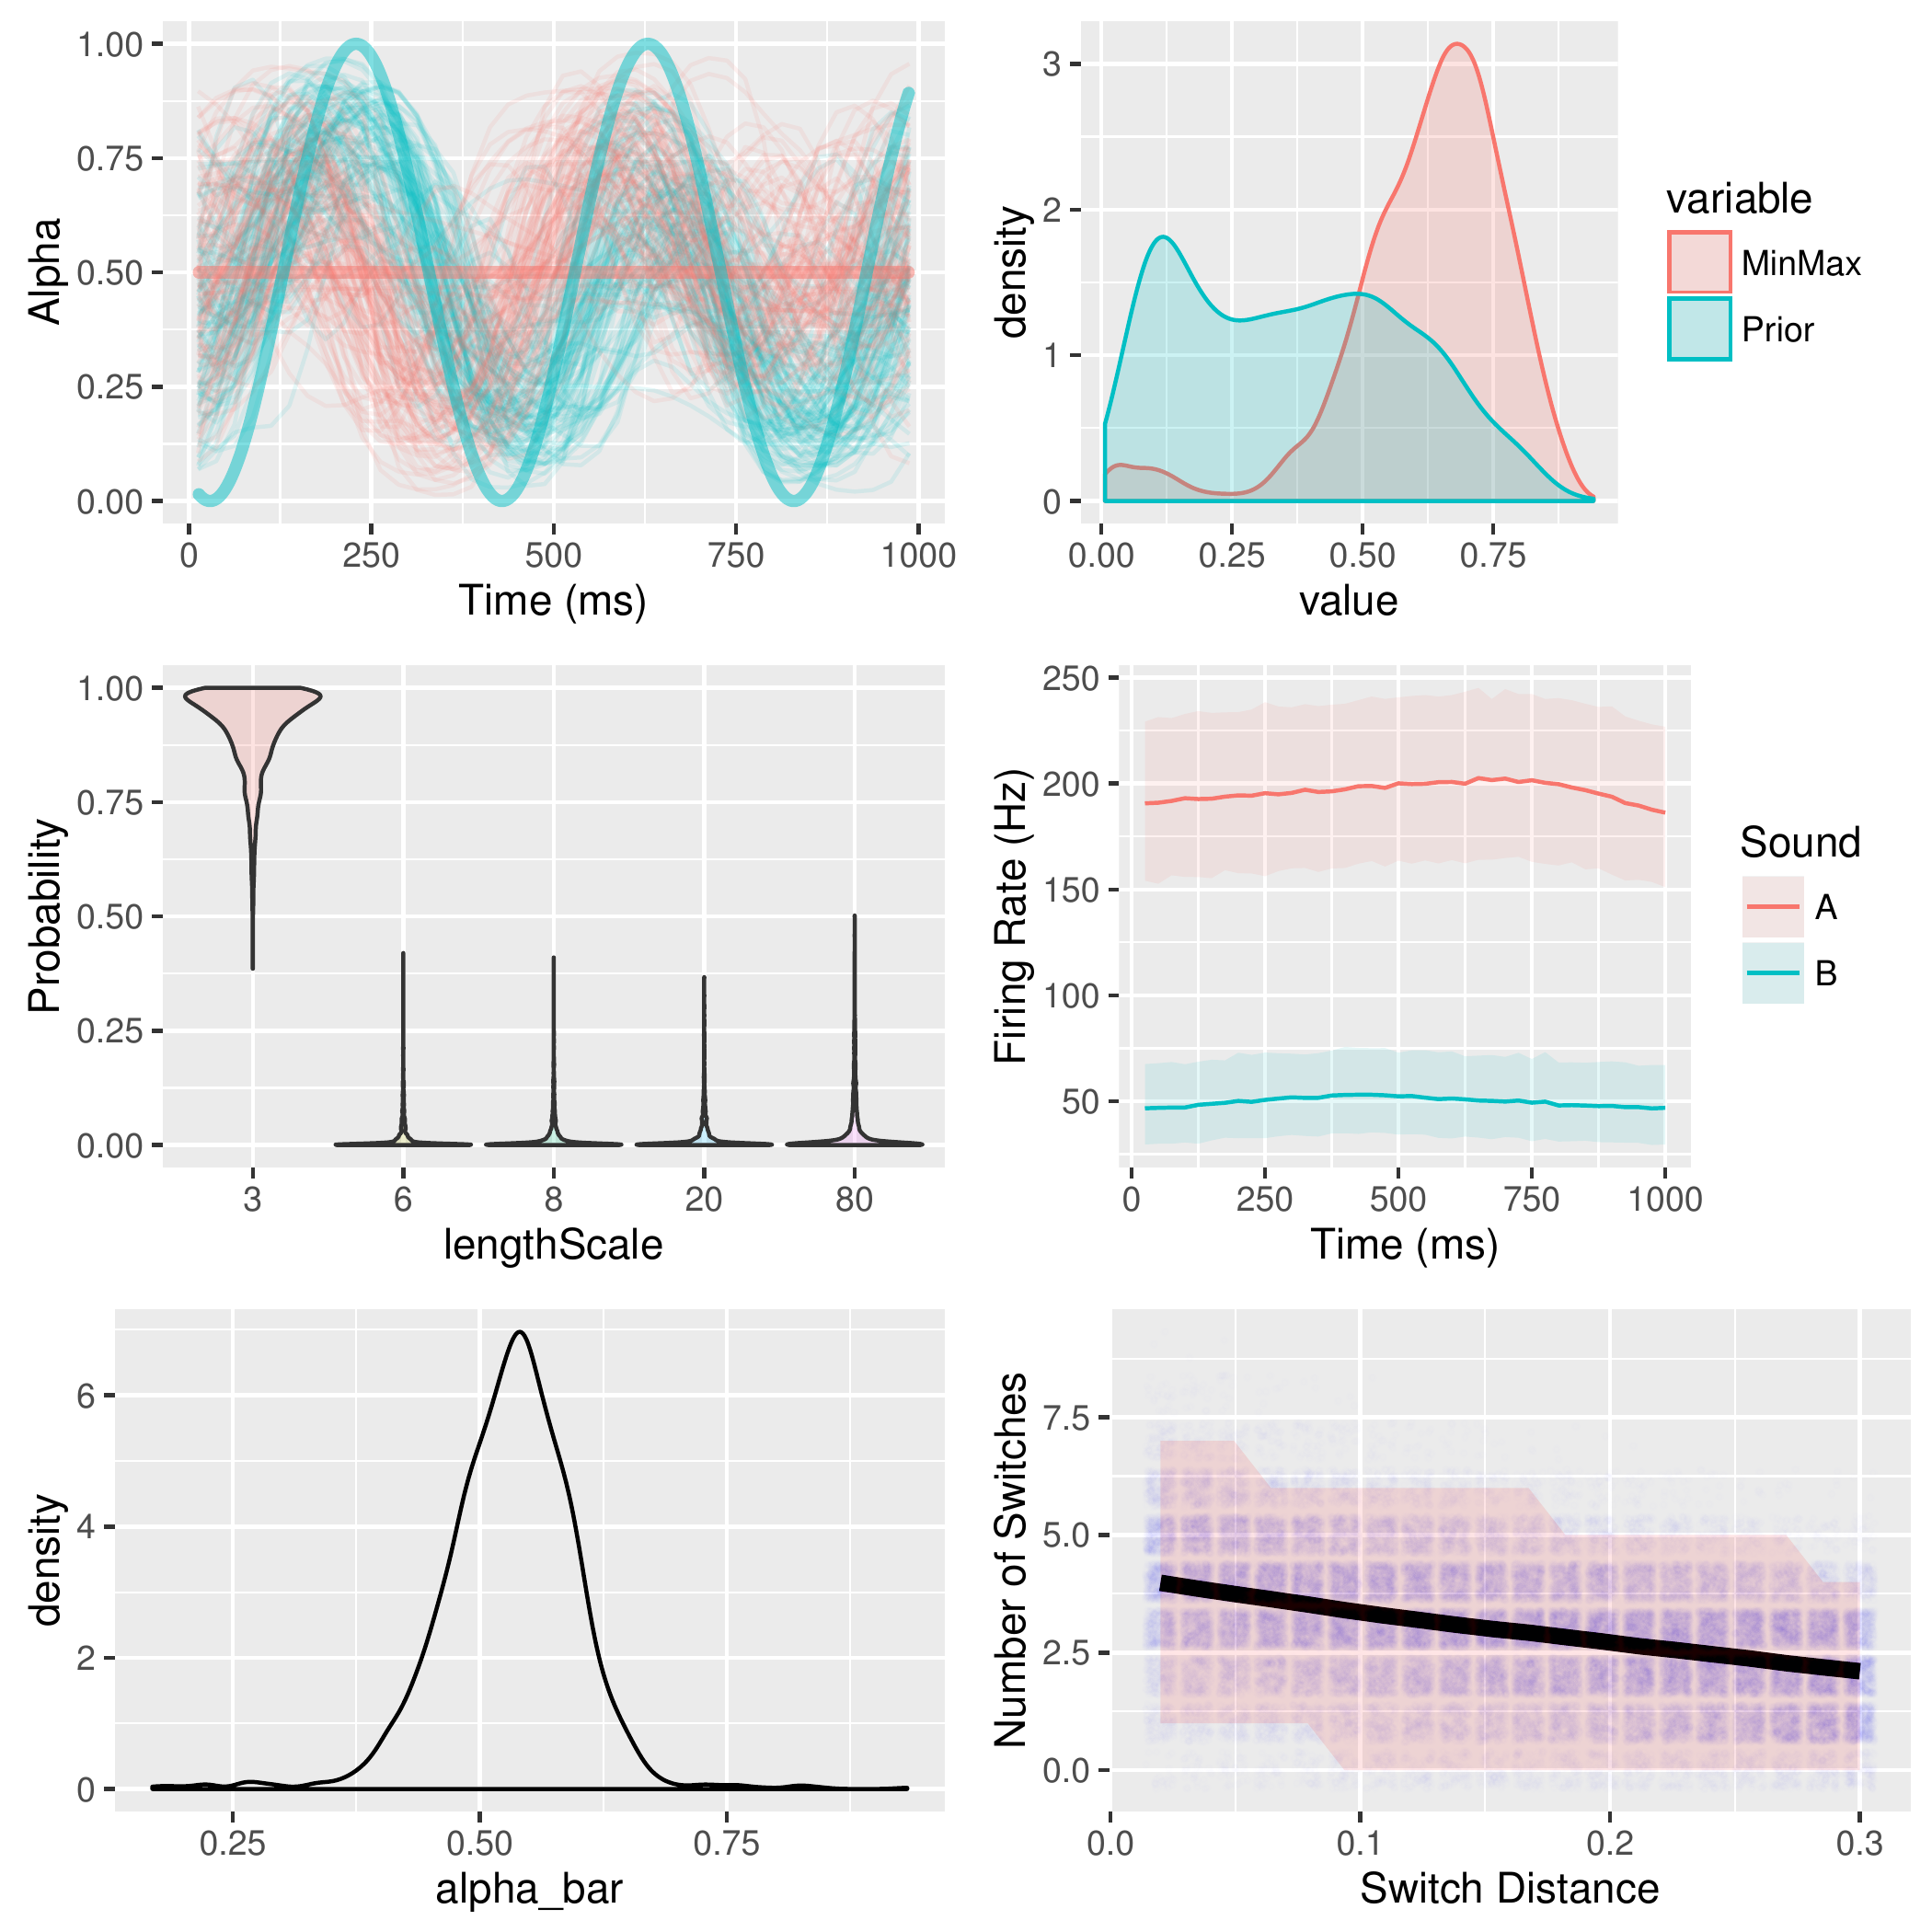 1.00
0.75
0.50
0.25
0.00
Alpha
0 250 500 750 1000
Time (ms)
3
2
1
0
density
0.00 0.25 0.50 0.75
value
variable
MinMax
Prior
1.00
0.75
0.50
0.25
0.00
Probability
3 6 8 20 80
lengthScale
250
200
150
100
50
Firing Rate (Hz)
0 250 500 750 1000
Time (ms)
Sound
A
B
6
4
2
0
density
0.25 0.50 0.75
alpha_bar
7.5
5.0
2.5
0.0
Number of Switches
0.0 0.1 0.2 0.3
Switch Distance